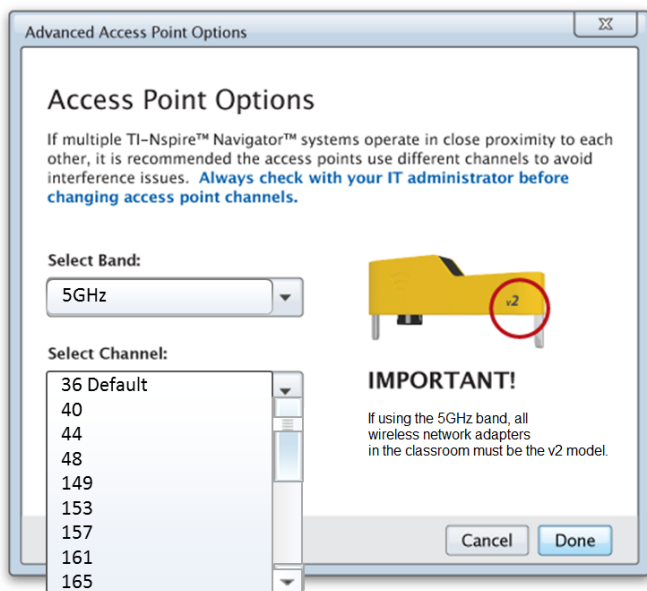 Advanced Access Point Options
Access Point Options
If multiple TI-Nspire™ Navigator™ systems operate in close proximity to each
other, it is recommended the access points use different channels to avoid
interference issues. Always check with your IT administrator before
changing access point channels.
Select Band:
5GHz
v2
Select Channel:
36 Default
40
44
48
149
153
157
161
165
IMPORTANT!
If using the 5GHz band, all
wireless network adapters
in the classroom must be the v2 model.
Cancel
Done